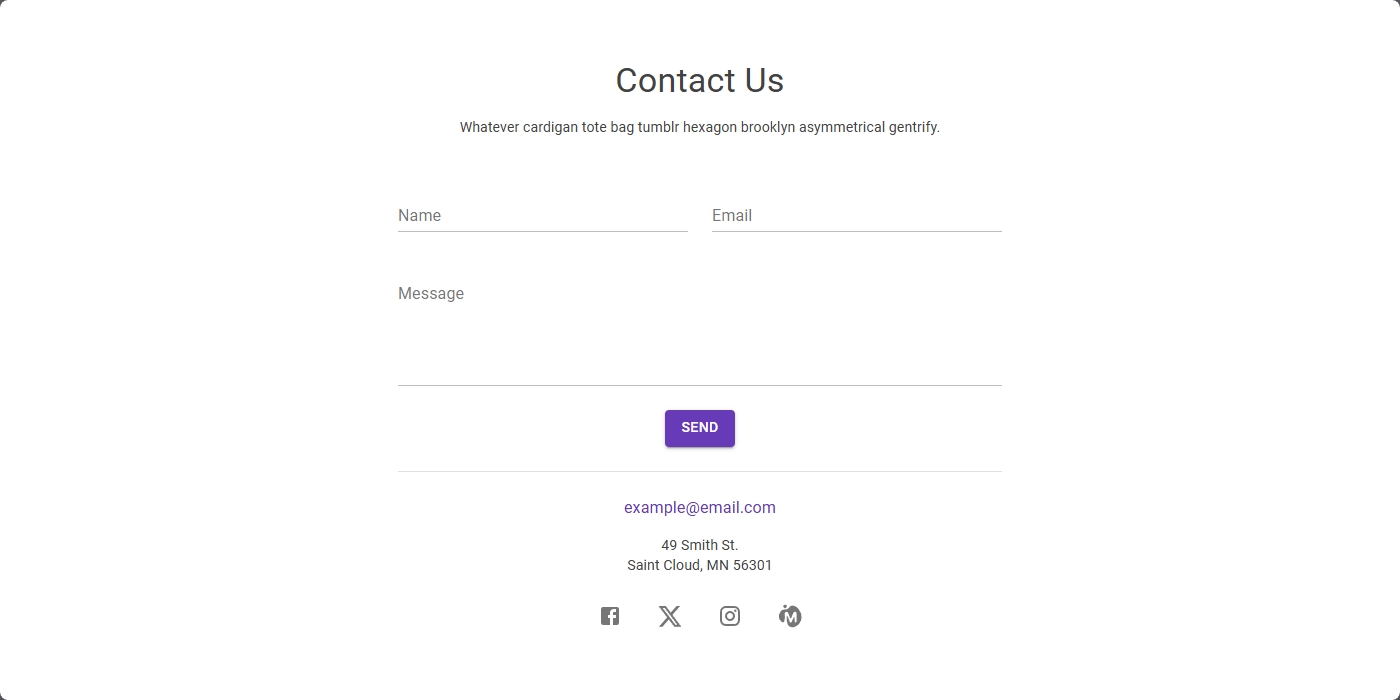 Contact Us
Whatever cardigan tote bag tumblr hexagon brooklyn asymmetrical gentrify.
Name Email
Message
SEND
example@email.com
49 Smith St.
Saint Cloud, MN 56301